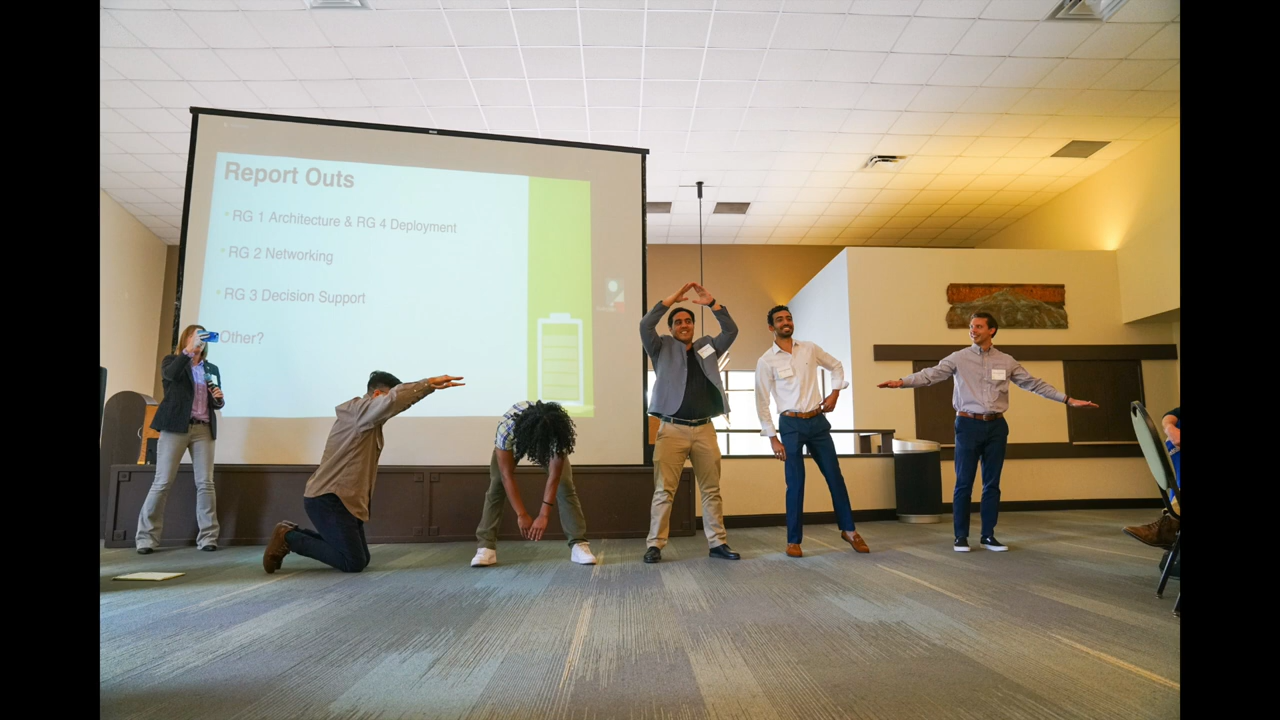 Report Outs
RG 1 Architecture & RG 4 Deployment
RG 2 Networking
RG 3 Decision Support
Other?